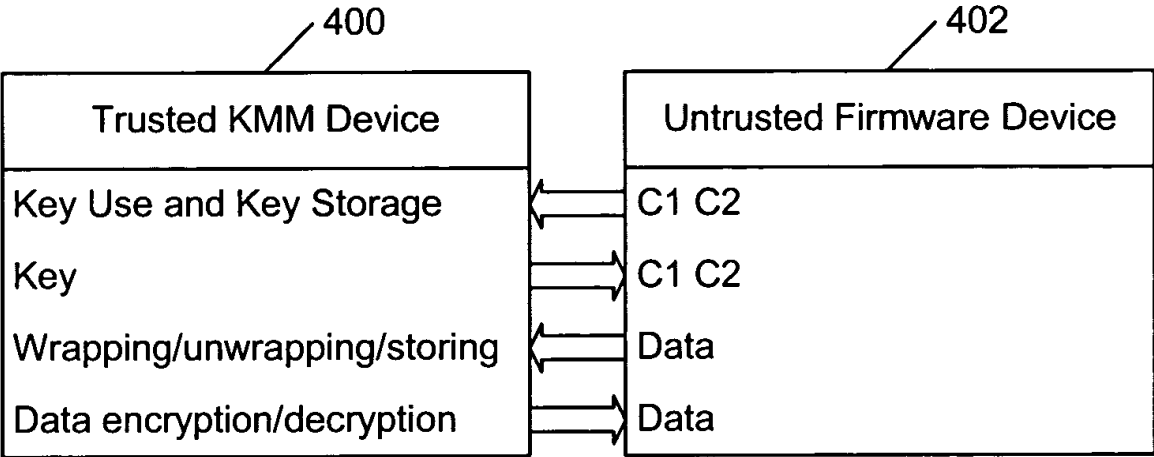 400
402
Trusted KMM Device
Untrusted Firmware Device
Key Use and Key Storage
C1 C2
Key
C1 C2
Wrapping/unwrapping/storing
Data
Data encryption/decryption
Data